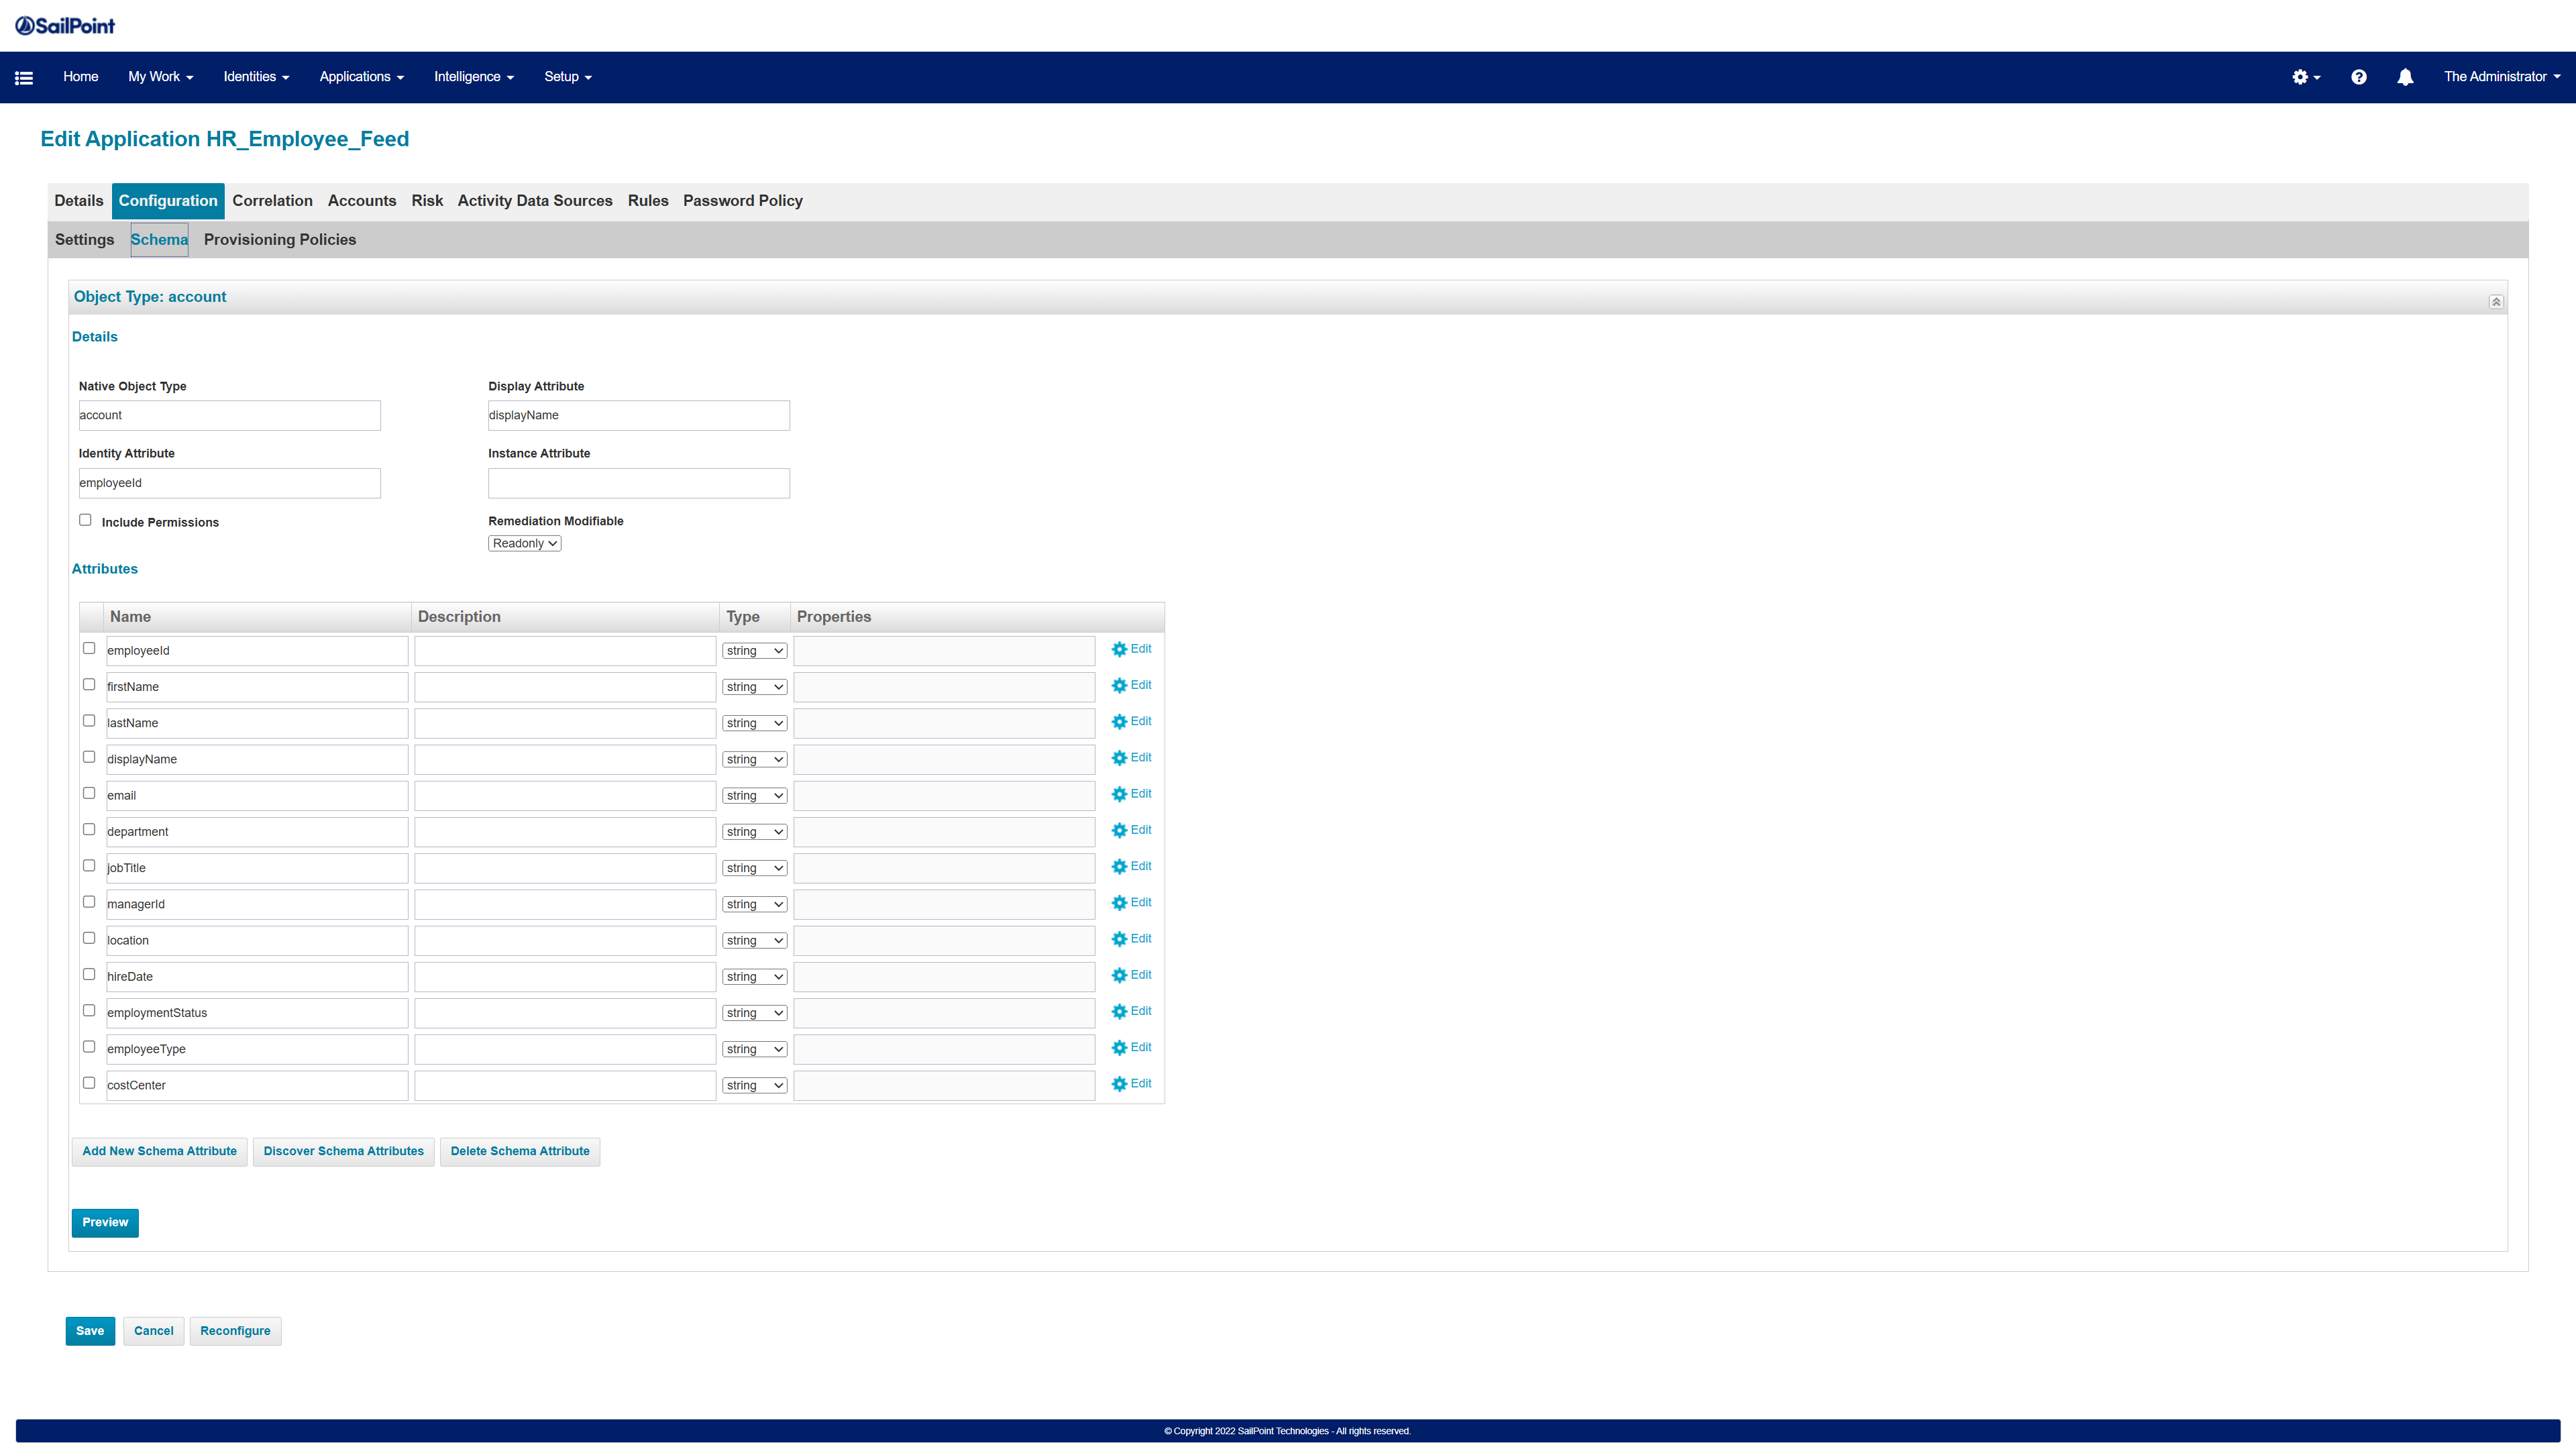 SailPoint
Home My Work Identities Applications Intelligence Setup The Administrator
Edit Application HR_Employee_Feed
Details Configuration Correlation Accounts Risk Activity Data Sources Rules Password Policy
Settings Schema Provisioning Policies
Object Type: account
Details
Native Object Type Display Attribute
account displayName
Identity Attribute Instance Attribute
employeeId
Include Permissions Remediation Modifiable
Readonly
Attributes
Name Description Type Properties
employeeId string Edit
firstName string Edit
lastName string Edit
displayName string Edit
email string Edit
department string Edit
jobTitle string Edit
managerId string Edit
location string Edit
hireDate string Edit
employmentStatus string Edit
employeeType string Edit
costCenter string Edit
Add New Schema Attribute Discover Schema Attributes Delete Schema Attribute
Preview
Save Cancel Reconfigure
© Copyright 2022 SailPoint Technologies - All rights reserved.